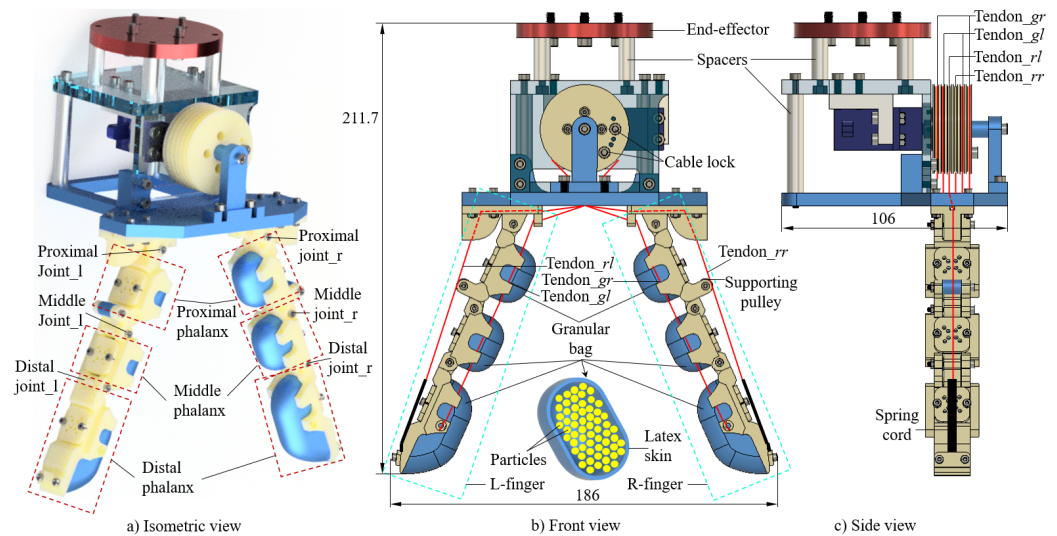 Proximal
Joint_l
Middle
Joint_l
Distal
joint_l
Proximal
phalanx
Middle
phalanx
Distal
phalanx
Proximal
joint_r
Middle
joint_r
Distal
joint_r
a) Isometric view
211.7
End-effector
Spacers
Cable lock
Tendon_rl
Tendon_gr
Tendon_gl
Granular
bag
Tendon_rr
Supporting
pulley
Particles
Latex
skin
L-finger
R-finger
186
b) Front view
Tendon_gr
Tendon_gl
Tendon_rl
Tendon_rr
106
Spring
cord
c) Side view